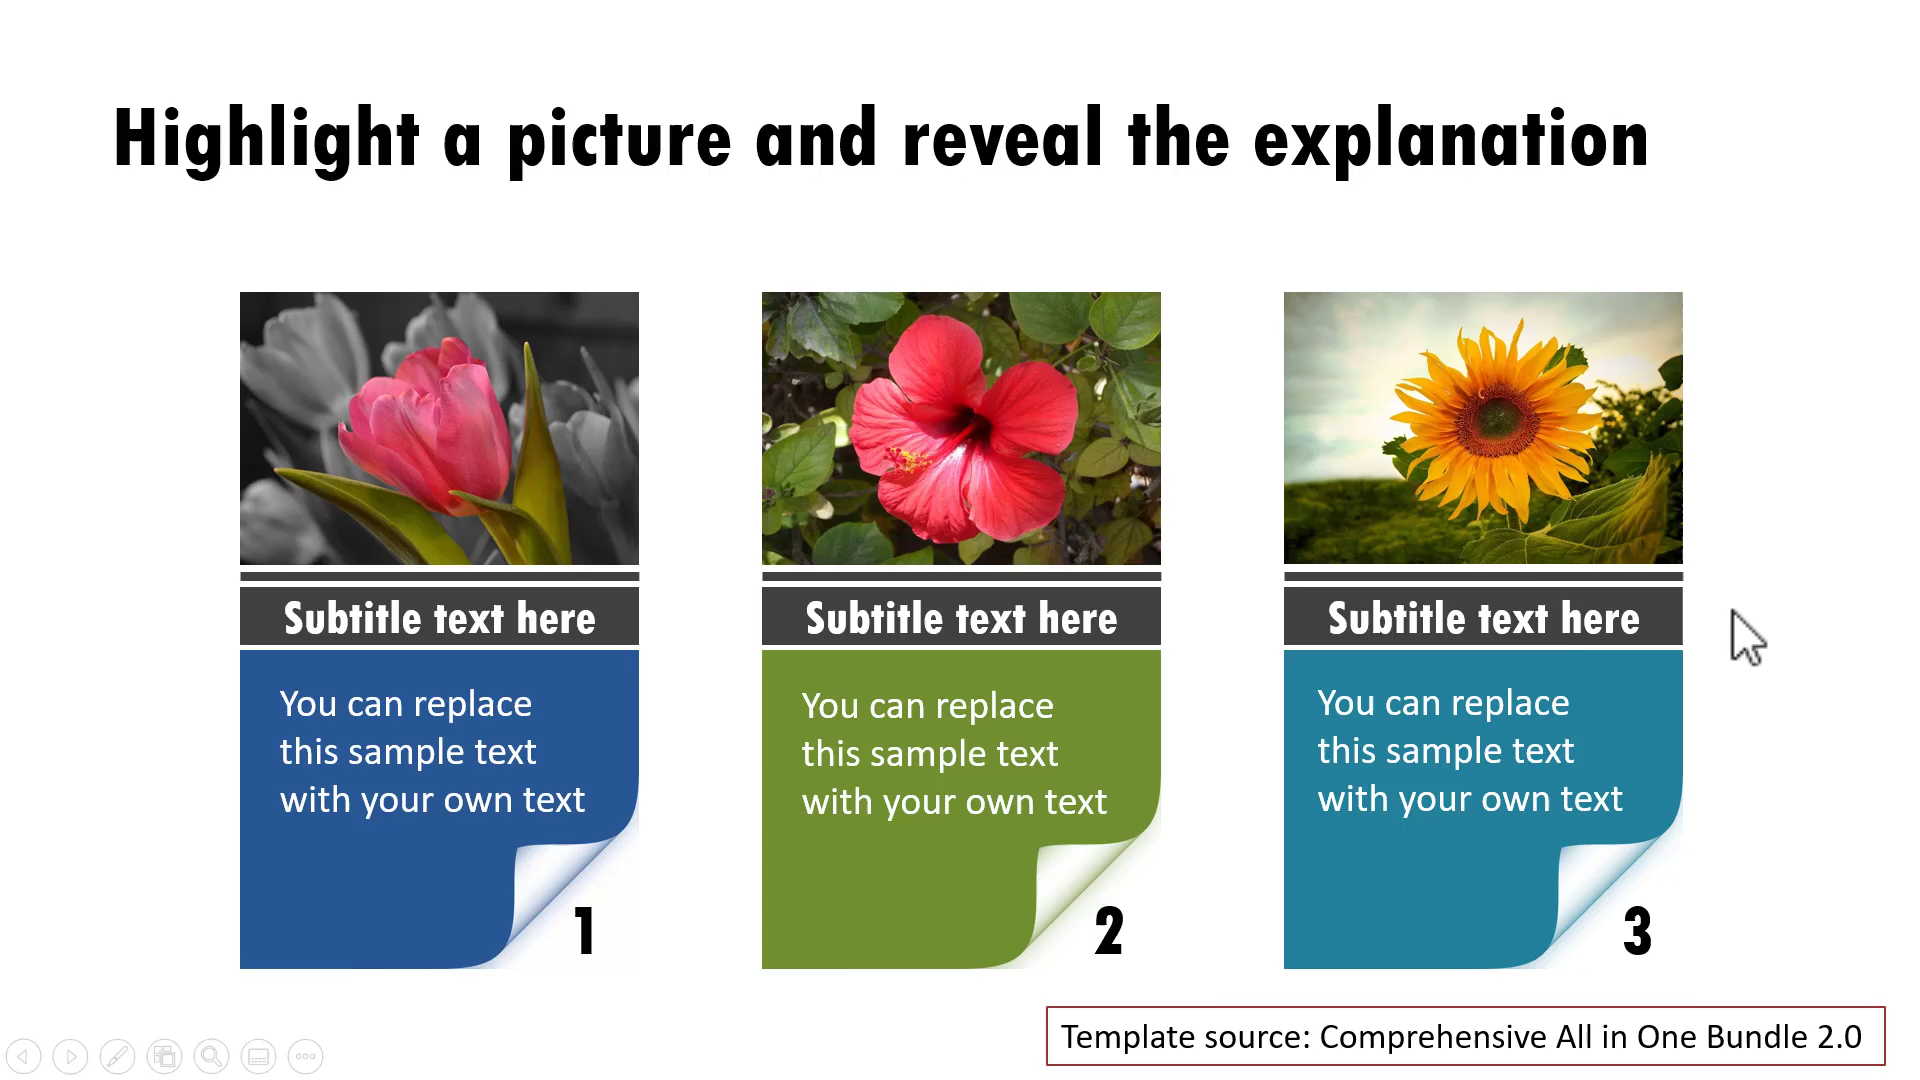 Highlight a picture and reveal the explanation
Subtitle text here
You can replace
this sample text
with your own text
1
Subtitle text here
You can replace
this sample text
with your own text
2
Subtitle text here
You can replace
this sample text
with your own text
3
Template source: Comprehensive All in One Bundle 2.0